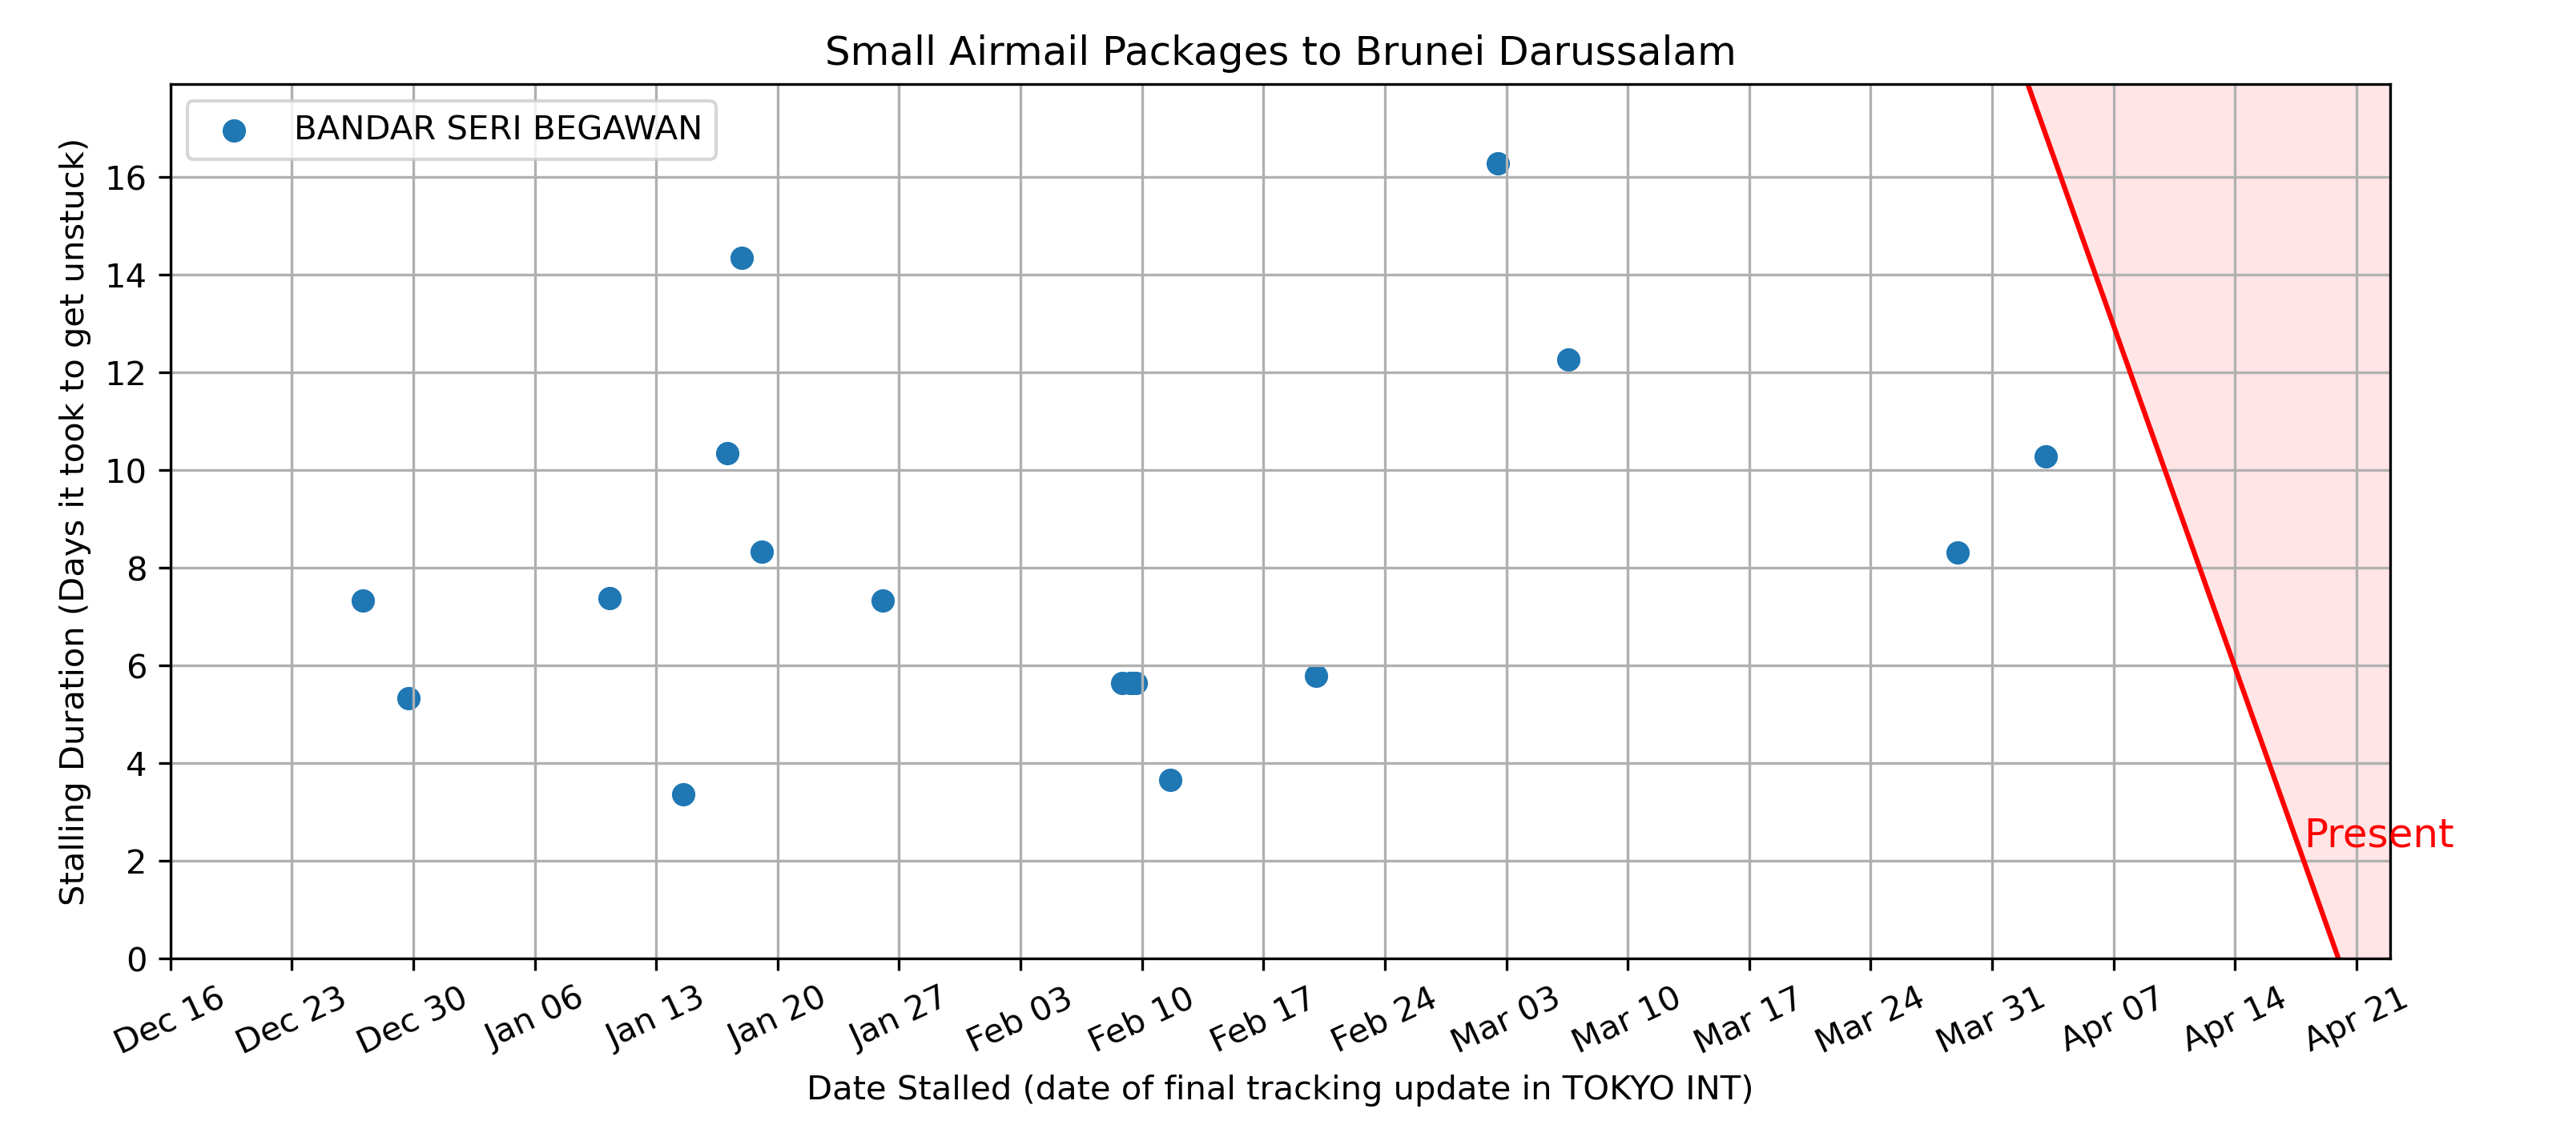 Small Airmail Packages to Brunei Darussalam
BANDAR SERI BEGAWAN
Stalling Duration (Days it took to get unstuck)
16
14
12
10
8
6
4
2
0
Present
Dec 16
Dec 23
Dec 30
Jan 06
Jan 13
Jan 20
Jan 27
Feb 03
Feb 10
Feb 17
Feb 24
Mar 03
Mar 10
Mar 17
Mar 24
Mar 31
Apr 07
Apr 14
Apr 21
Date Stalled (date of final tracking update in TOKYO INT)